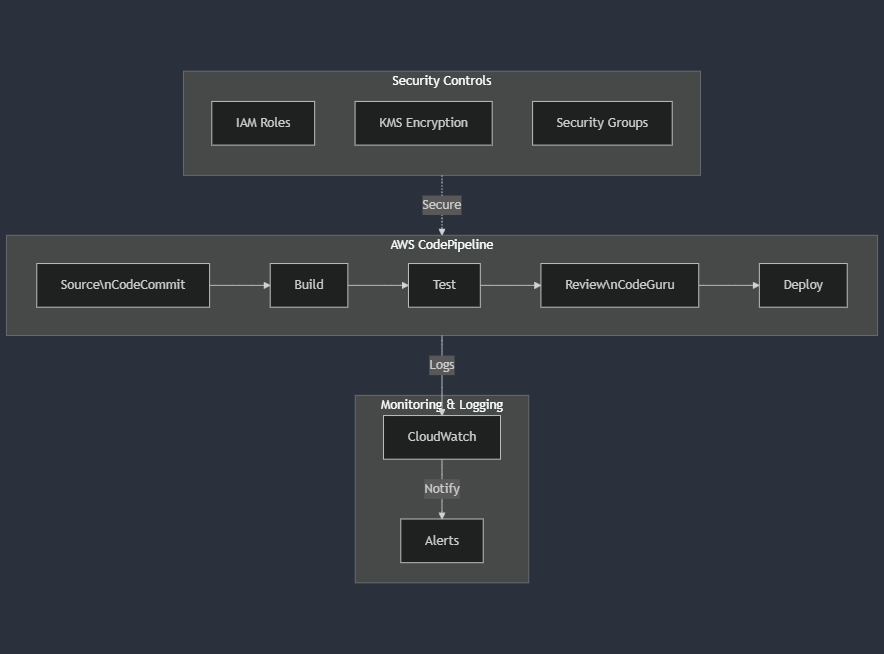 Security Controls
IAM Roles
KMS Encryption
Security Groups
Secure
AWS CodePipeline
Source\nCodeCommit
Build
Test
Review\nCodeGuru
Deploy
Logs
Monitoring & Logging
CloudWatch
Notify
Alerts